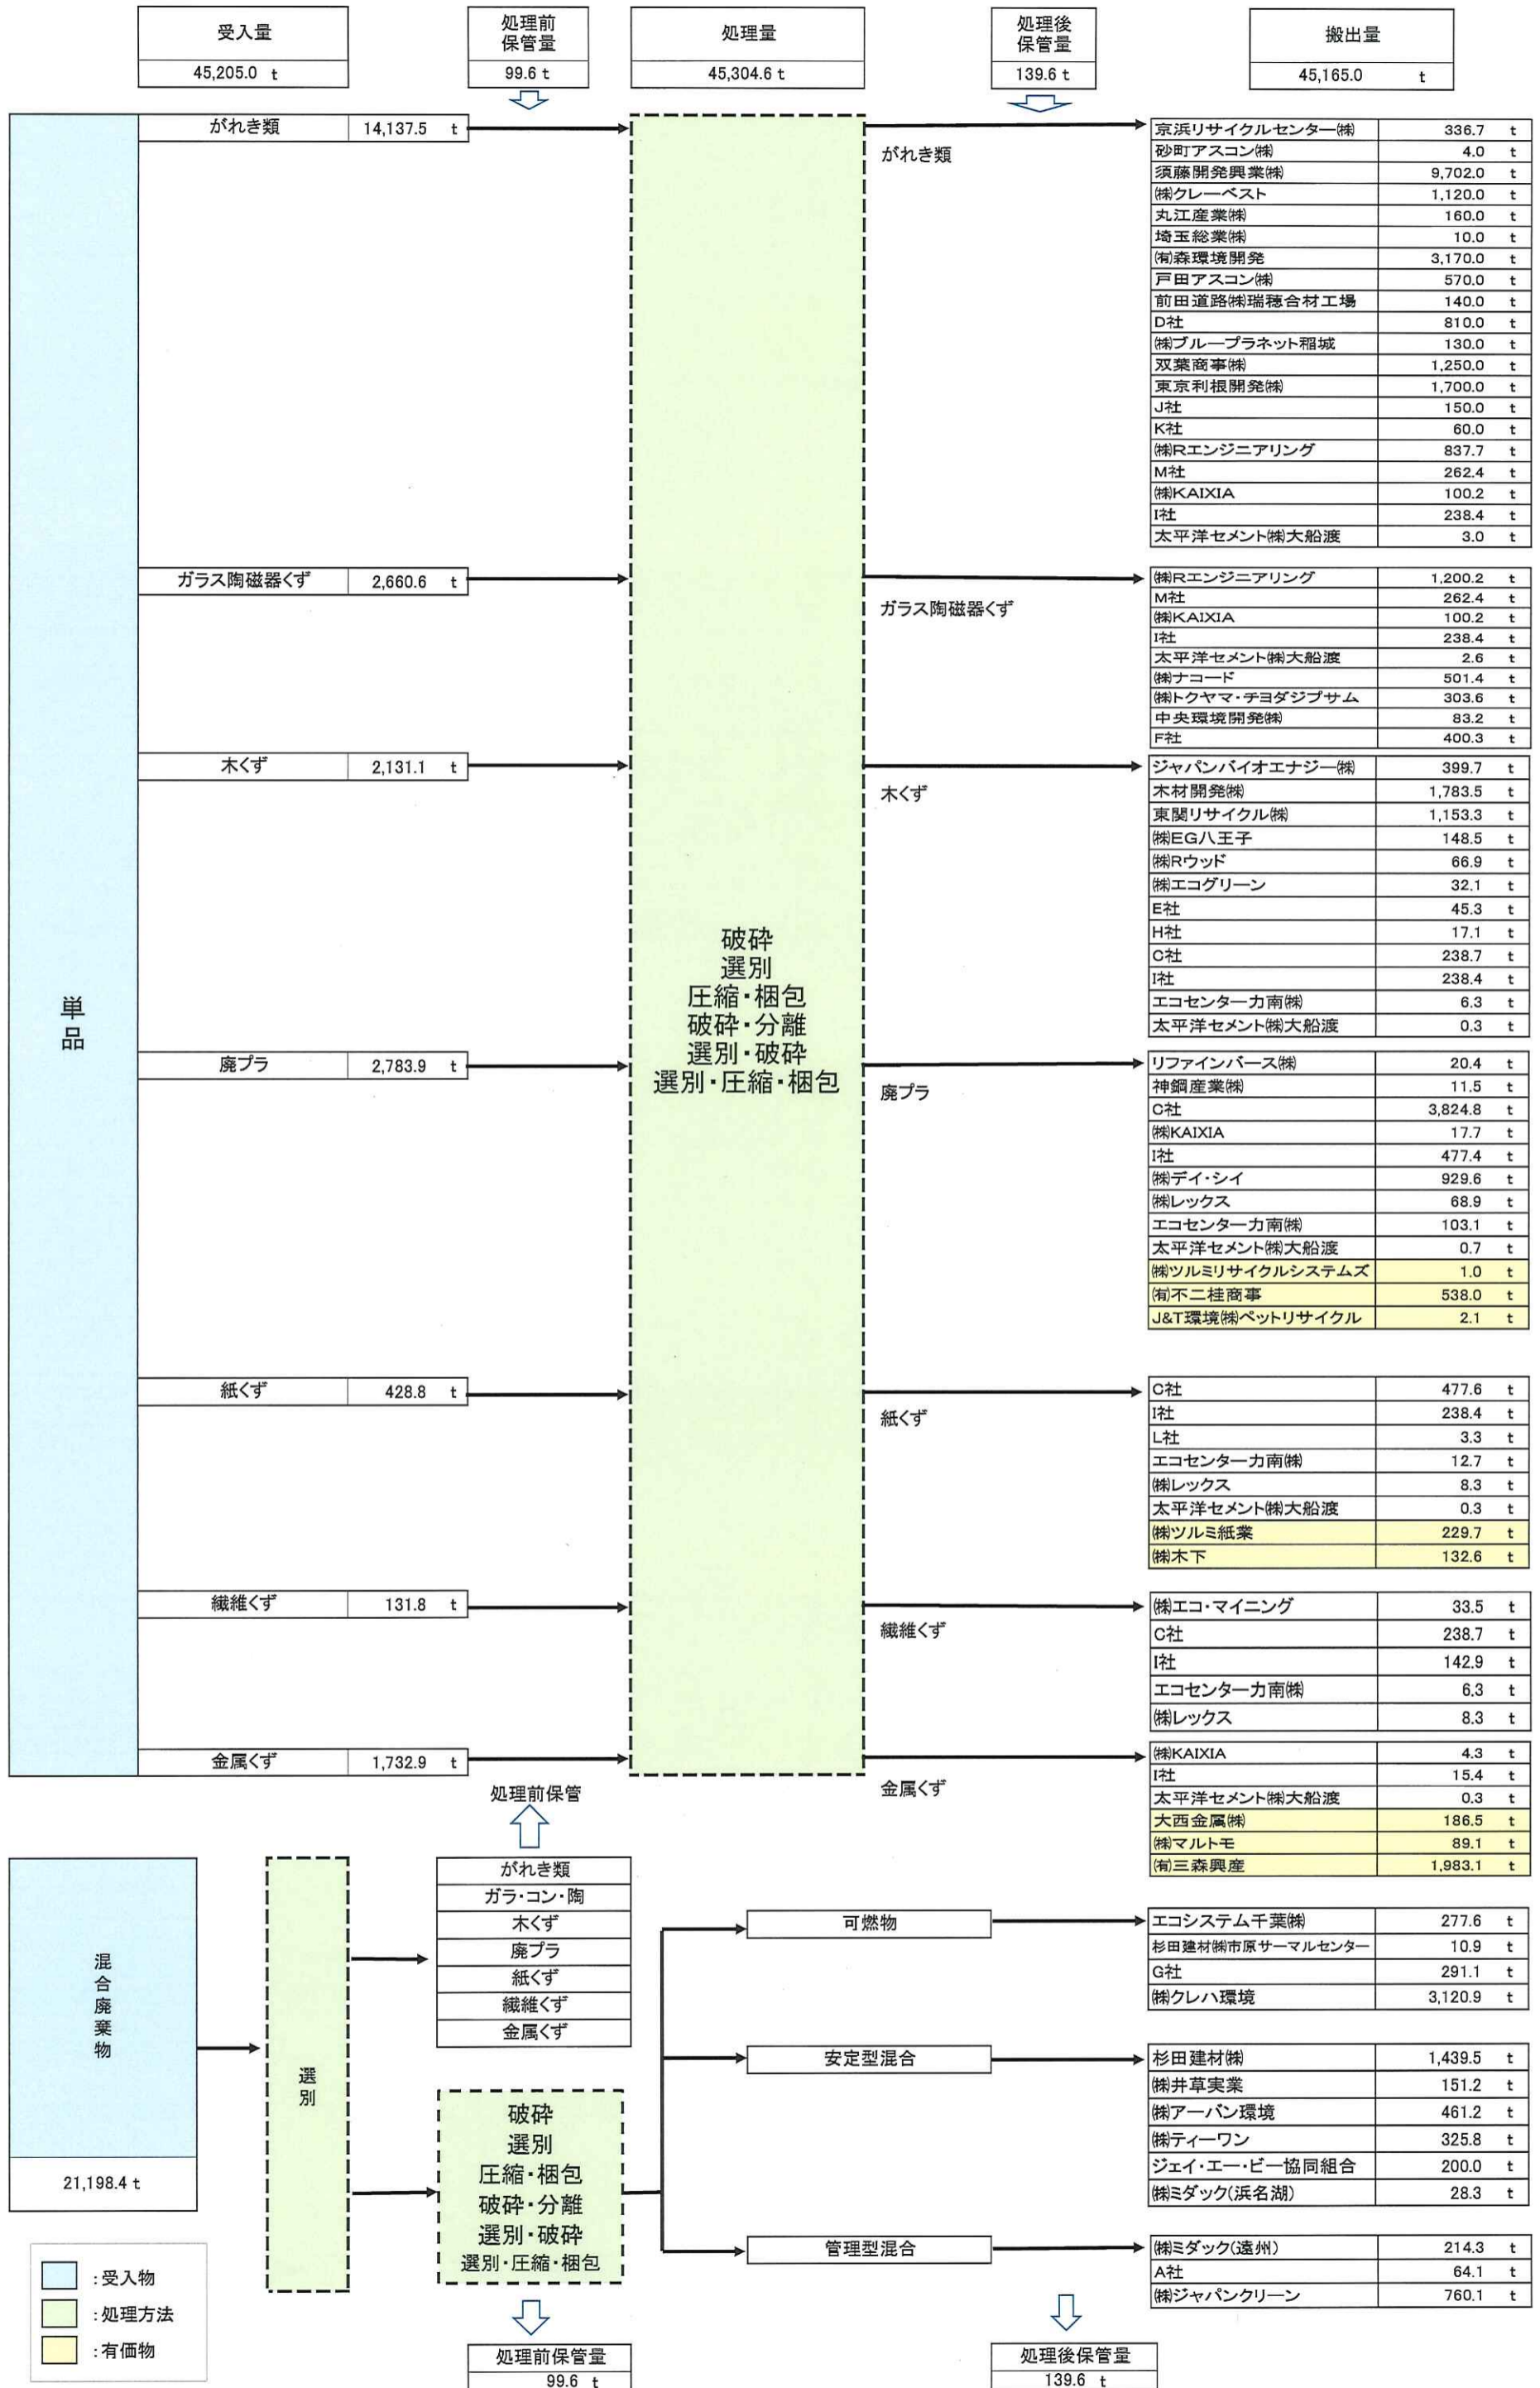 受入量
45,205.0 t
処理前
保管量
99.6 t
処理量
45,304.6 t
処理後
保管量
139.6 t
搬出量
45,165.0 t
単品
がれき類 14,137.5 t
がれき類
京浜リサイクルセンター㈱ 336.7 t
砂町アスコン㈱ 4.0 t
須藤開発興業㈱ 9,702.0 t
㈱クレーベスト 1,120.0 t
丸江産業㈱ 160.0 t
埼玉総業㈱ 10.0 t
㈲森環境開発 3,170.0 t
戸田アスコン㈱ 570.0 t
前田道路㈱瑞穂合材工場 140.0 t
D社 810.0 t
㈱ブループラネット稲城 130.0 t
双葉商事㈱ 1,250.0 t
東京利根開発㈱ 1,700.0 t
J社 150.0 t
K社 60.0 t
㈱Rエンジニアリング 837.7 t
M社 262.4 t
㈱KAIXIA 100.2 t
I社 238.4 t
太平洋セメント㈱大船渡 3.0 t
ガラス陶磁器くず 2,660.6 t
ガラス陶磁器くず
㈱Rエンジニアリング 1,200.2 t
M社 262.4 t
㈱KAIXIA 100.2 t
I社 238.4 t
太平洋セメント㈱大船渡 2.6 t
㈱ナコード 501.4 t
㈱トクヤマ・チヨダジプサム 303.6 t
中央環境開発㈱ 83.2 t
F社 400.3 t
木くず 2,131.1 t
木くず
ジャパンバイオエナジー㈱ 399.7 t
木材開発㈱ 1,783.5 t
東関リサイクル㈱ 1,153.3 t
㈱EG八王子 148.5 t
㈱Rウッド 66.9 t
㈱エコグリーン 32.1 t
E社 45.3 t
H社 17.1 t
C社 238.7 t
I社 238.4 t
エコセンター力南㈱ 6.3 t
太平洋セメント㈱大船渡 0.3 t
破砕
選別
圧縮・梱包
破砕・分離
選別・破砕
選別・圧縮・梱包
廃プラ 2,783.9 t
廃プラ
リファインバース㈱ 20.4 t
神鋼産業㈱ 11.5 t
C社 3,824.8 t
㈱KAIXIA 17.7 t
I社 477.4 t
㈱デイ・シイ 929.6 t
㈱レックス 68.9 t
エコセンター力南㈱ 103.1 t
太平洋セメント㈱大船渡 0.7 t
㈱ツルミリサイクルシステムズ 1.0 t
㈲不二桂商事 538.0 t
J&T環境㈱ペットリサイクル 2.1 t
紙くず 428.8 t
紙くず
C社 477.6 t
I社 238.4 t
L社 3.3 t
エコセンター力南㈱ 12.7 t
㈱レックス 8.3 t
太平洋セメント㈱大船渡 0.3 t
㈱ツルミ紙業 229.7 t
㈱木下 132.6 t
繊維くず 131.8 t
繊維くず
㈱エコ・マイニング 33.5 t
C社 238.7 t
I社 142.9 t
エコセンター力南㈱ 6.3 t
㈱レックス 8.3 t
金属くず 1,732.9 t
金属くず
㈱KAIXIA 4.3 t
I社 15.4 t
太平洋セメント㈱大船渡 0.3 t
大西金属㈱ 186.5 t
㈱マルトモ 89.1 t
㈲三森興産 1,983.1 t
処理前保管
がれき類
ガラ・コン・陶
木くず
廃プラ
紙くず
繊維くず
金属くず
混合廃棄物
21,198.4 t
選別
破砕
選別
圧縮・梱包
破砕・分離
選別・破砕
選別・圧縮・梱包
可燃物
エコシステム千葉㈱ 277.6 t
杉田建材㈱市原サーマルセンター 10.9 t
G社 291.1 t
㈱クレハ環境 3,120.9 t
安定型混合
杉田建材㈱ 1,439.5 t
㈱井草実業 151.2 t
㈱アーバン環境 461.2 t
㈱ティーワン 325.8 t
ジェイ・エー・ビー協同組合 200.0 t
㈱ミダック(浜名湖) 28.3 t
管理型混合
㈱ミダック(遠州) 214.3 t
A社 64.1 t
㈱ジャパンクリーン 760.1 t
：受入物
：処理方法
：有価物
処理前保管量
99.6 t
処理後保管量
139.6 t